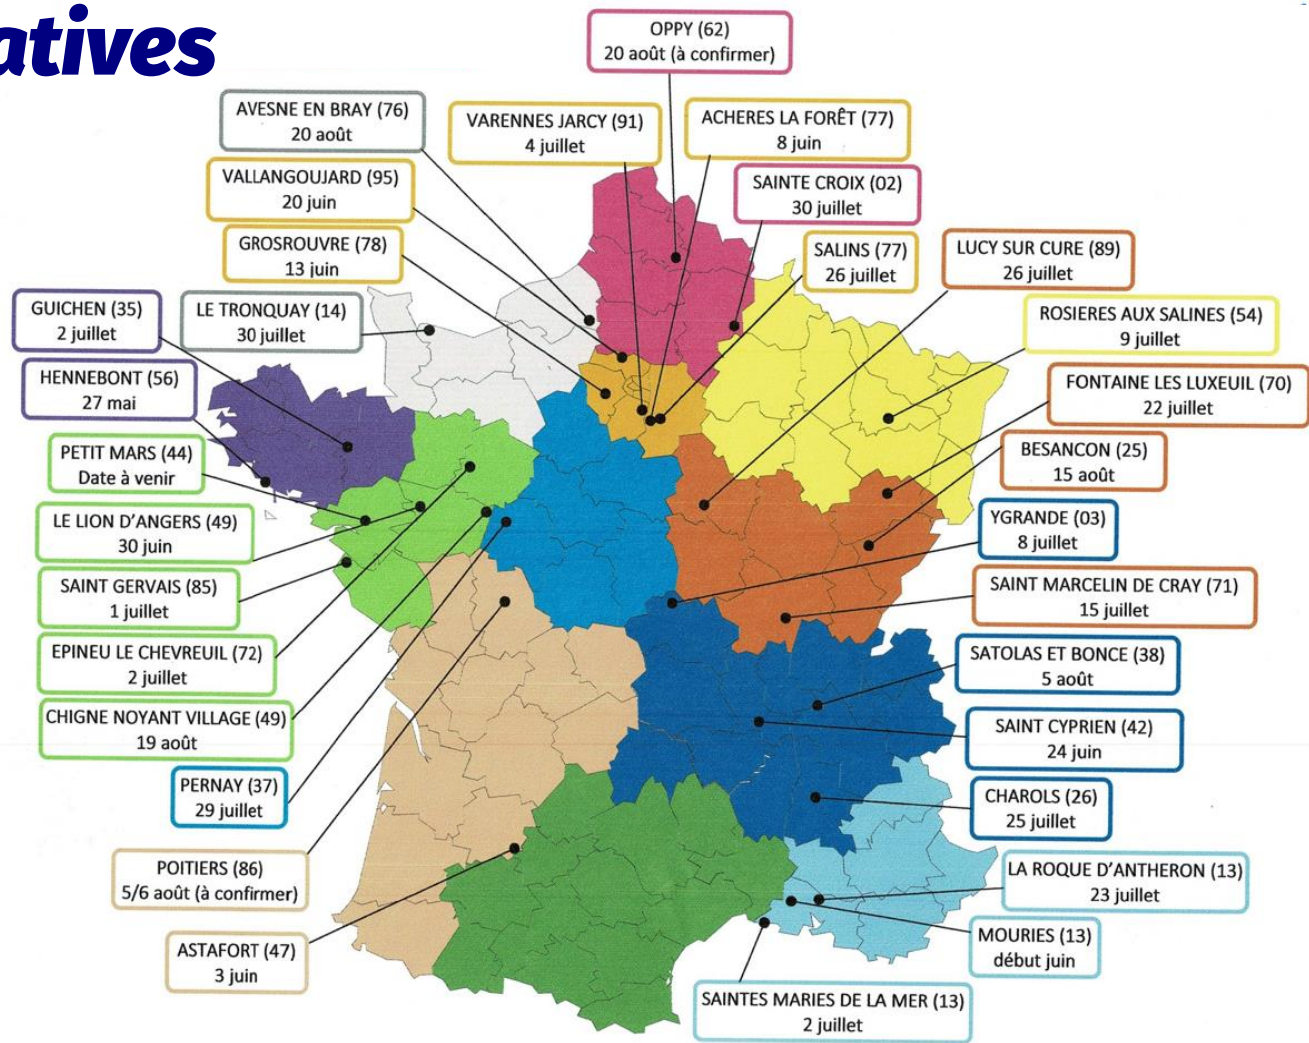 atives
OPPY (62)
20 août (à confirmer)
AVESNE EN BRAY (76)
20 août
VARENNES JARCY (91)
4 juillet
ACHERES LA FORÊT (77)
8 juin
VALLANGOUJARD (95)
20 juin
SAINTE CROIX (02)
30 juillet
GROSROUVRE (78)
13 juin
SALINS (77)
26 juillet
LUCY SUR CURE (89)
26 juillet
GUICHEN (35)
2 juillet
LE TRONQUAY (14)
30 juillet
ROSIERES AUX SALINES (54)
9 juillet
HENNEBONT (56)
27 mai
FONTAINE LES LUXEUIL (70)
22 juillet
PETIT MARS (44)
Date à venir
BESANCON (25)
15 août
LE LION D'ANGERS (49)
30 juin
YGRANDE (03)
8 juillet
SAINT GERVAIS (85)
1 juillet
SAINT MARCELIN DE CRAY (71)
15 juillet
EPINEU LE CHEVREUIL (72)
2 juillet
SATOLAS ET BONCE (38)
5 août
CHIGNE NOYANT VILLAGE (49)
19 août
SAINT CYPRIEN (42)
24 juin
PERNAY (37)
29 juillet
CHAROLS (26)
25 juillet
POITIERS (86)
5/6 août (à confirmer)
LA ROQUE D'ANTHERON (13)
23 juillet
ASTAFORT (47)
3 juin
MOURIES (13)
début juin
SAINTES MARIES DE LA MER (13)
2 juillet